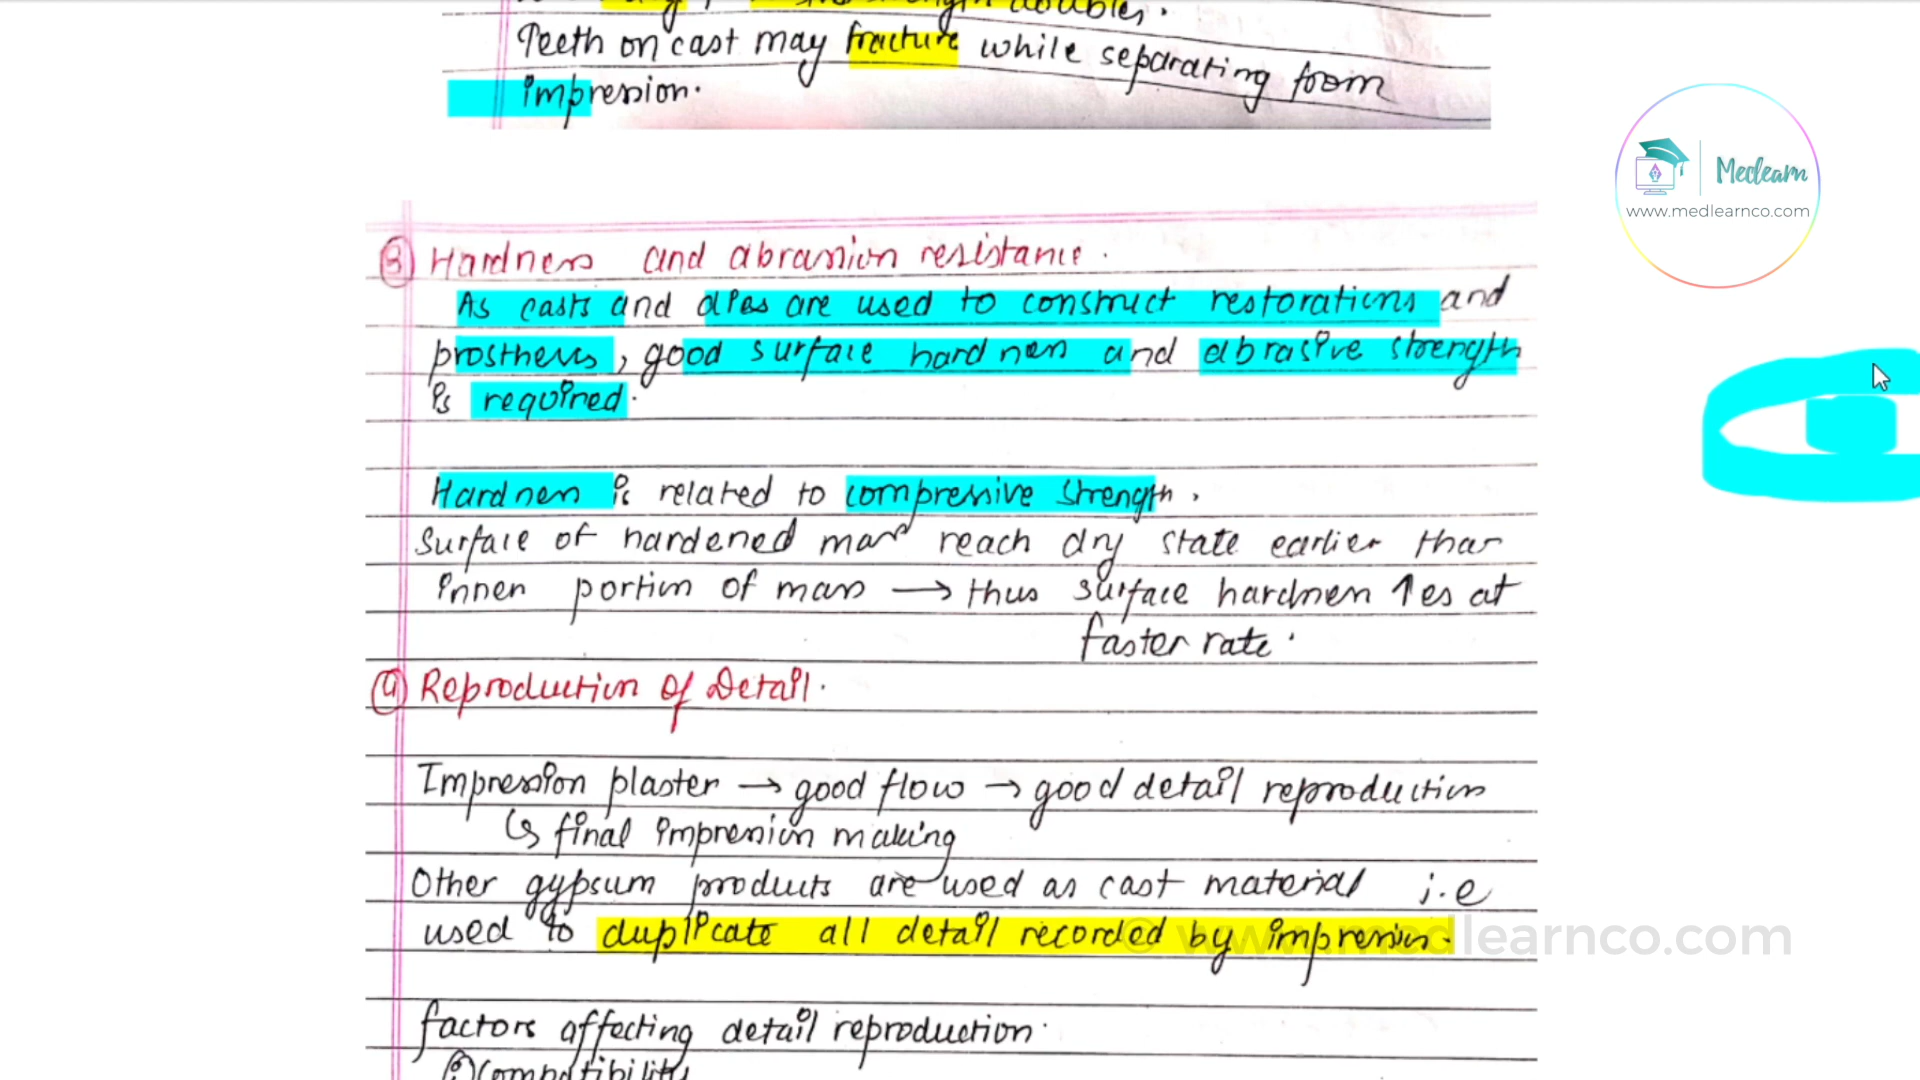 doubles.
Teeth on cast may fracture while separating from
impression.
Medlearn
www.medlearnco.com
③ Hardness and abrasion resistance.
As casts and dies are used to construct restorations and
prosthesis, good surface hardness and abrasive strength
is required.
Hardness is related to compressive strength.
Surface of hardened mass reach dry state earlier than
inner portion of mass → thus surface hardness ↑es at
faster rate.
④ Reproduction of Detail.
Impression plaster → good flow → good detail reproduction
↳ final impression making
Other gypsum products are used as cast material i.e
used to duplicate all detail recorded by impression.
© www.medlearnco.com
factors affecting detail reproduction.
Compatibility